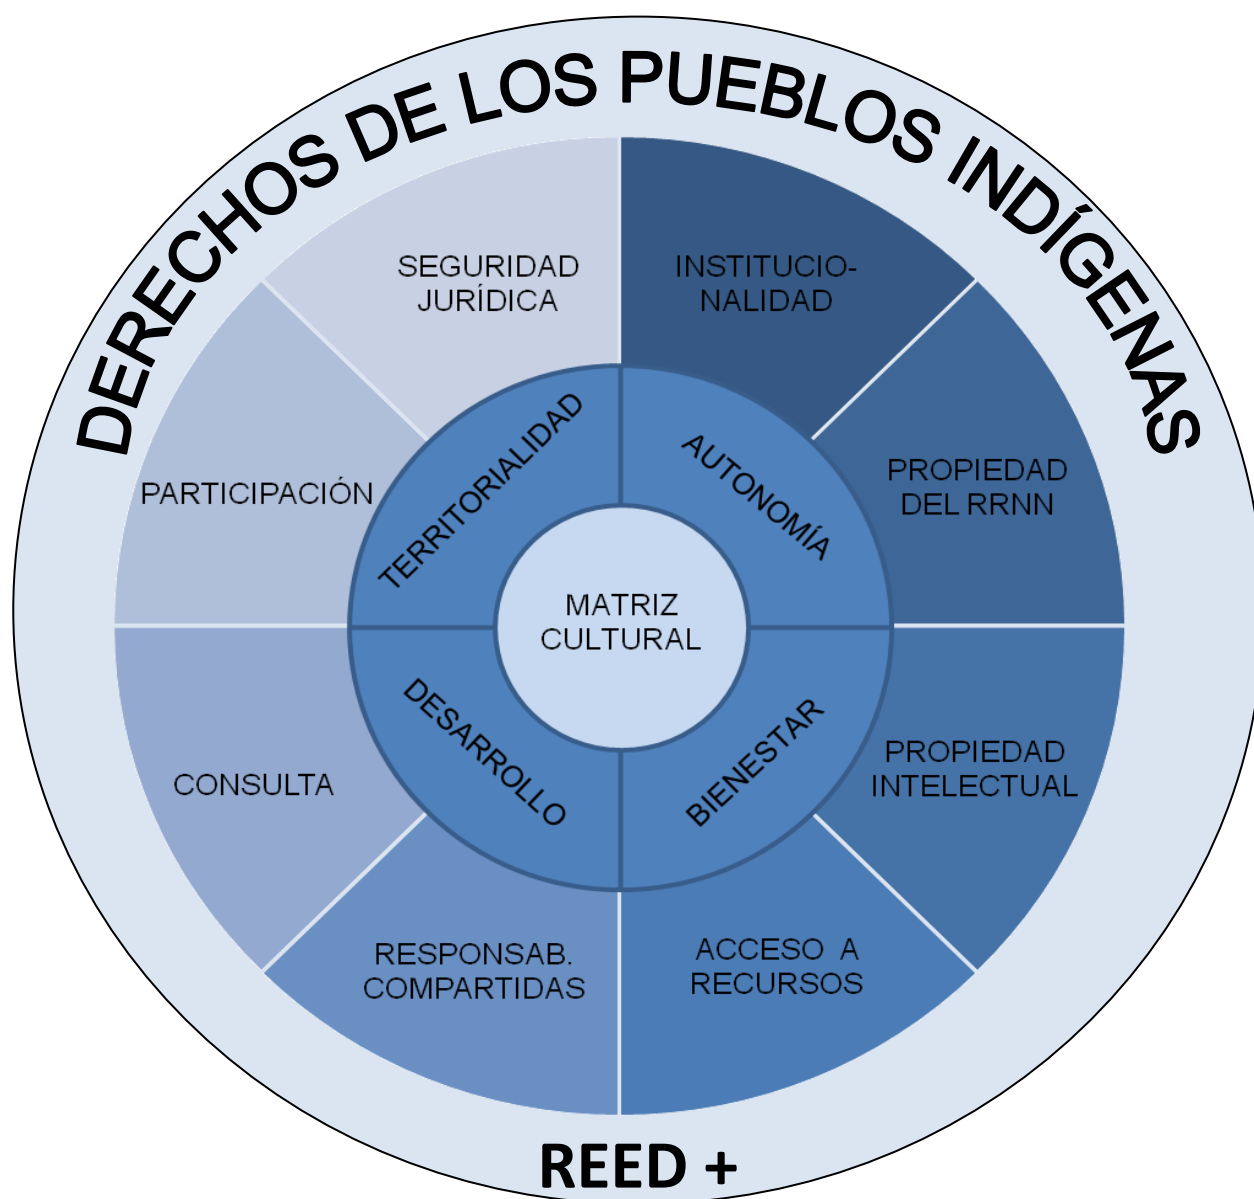 DERECHOS DE LOS PUEBLOS INDÍGENAS
SEGURIDAD
JURÍDICA
INSTITUCIO-
NALIDAD
PROPIEDAD
DEL RRNN
PROPIEDAD
INTELECTUAL
ACCESO A
RECURSOS
RESPONSAB.
COMPARTIDAS
CONSULTA
PARTICIPACIÓN
TERRITORIALIDAD
AUTONOMÍA
BIENESTAR
DESARROLLO
MATRIZ
CULTURAL
REED +